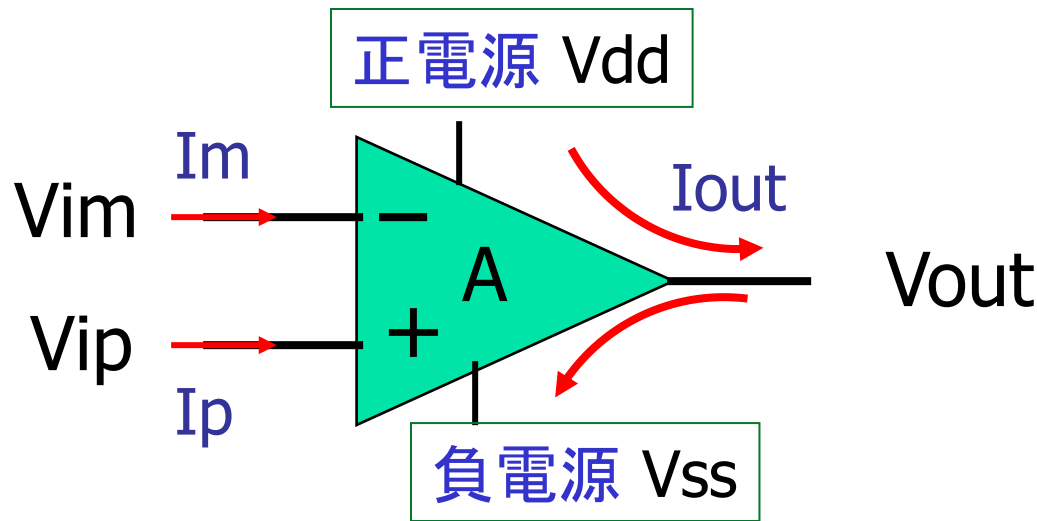 正電源 Vdd
Im
Iout
Vim
−
A
Vout
Vip
+
Ip
負電源 Vss